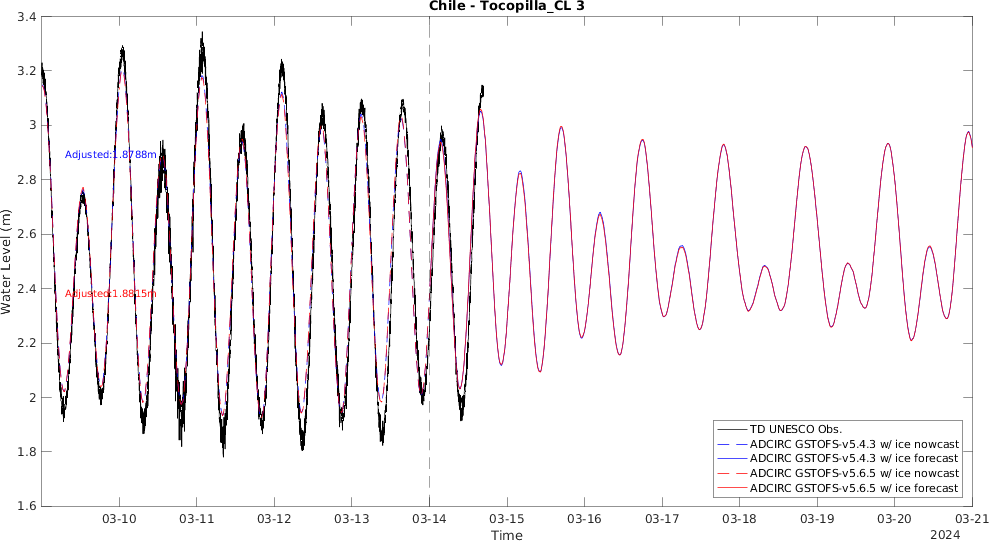 Chile - Tocopilla_CL 3
3.4
3.2
3
2.8
2.6
2.4
2.2
2
1.8
1.6
Water Level (m)
Adjusted:1.8788m
Adjusted:1.8815m
TD UNESCO Obs.
ADCIRC GSTOFS-v5.4.3 w/ ice nowcast
ADCIRC GSTOFS-v5.4.3 w/ ice forecast
ADCIRC GSTOFS-v5.6.5 w/ ice nowcast
ADCIRC GSTOFS-v5.6.5 w/ ice forecast
03-10 03-11 03-12 03-13 03-14 03-15 03-16 03-17 03-18 03-19 03-20 03-21
Time
2024